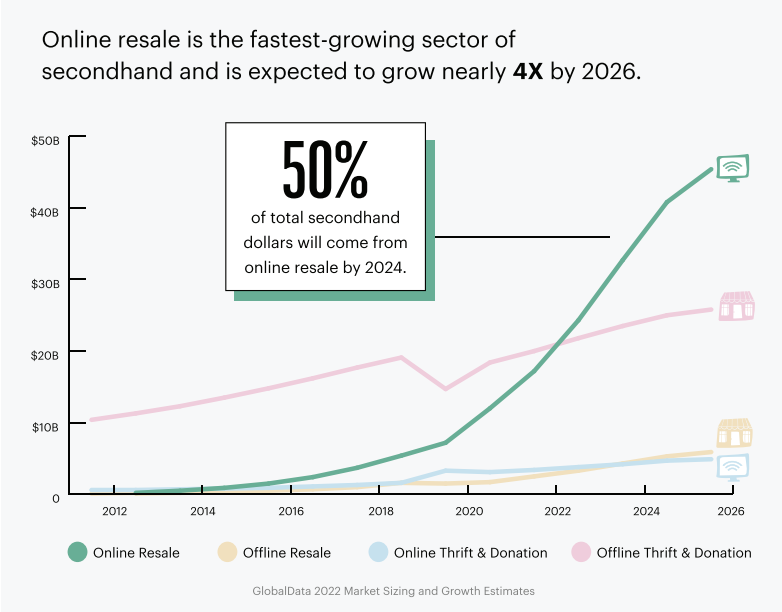 Online resale is the fastest-growing sector of
secondhand and is expected to grow nearly 4X by 2026.
50%
of total secondhand
dollars will come from
online resale by 2024.
$50B
$40B
$30B
$20B
$10B
0
2012 2014 2016 2018 2020 2022 2024 2026
Online Resale Offline Resale Online Thrift & Donation Offline Thrift & Donation
GlobalData 2022 Market Sizing and Growth Estimates